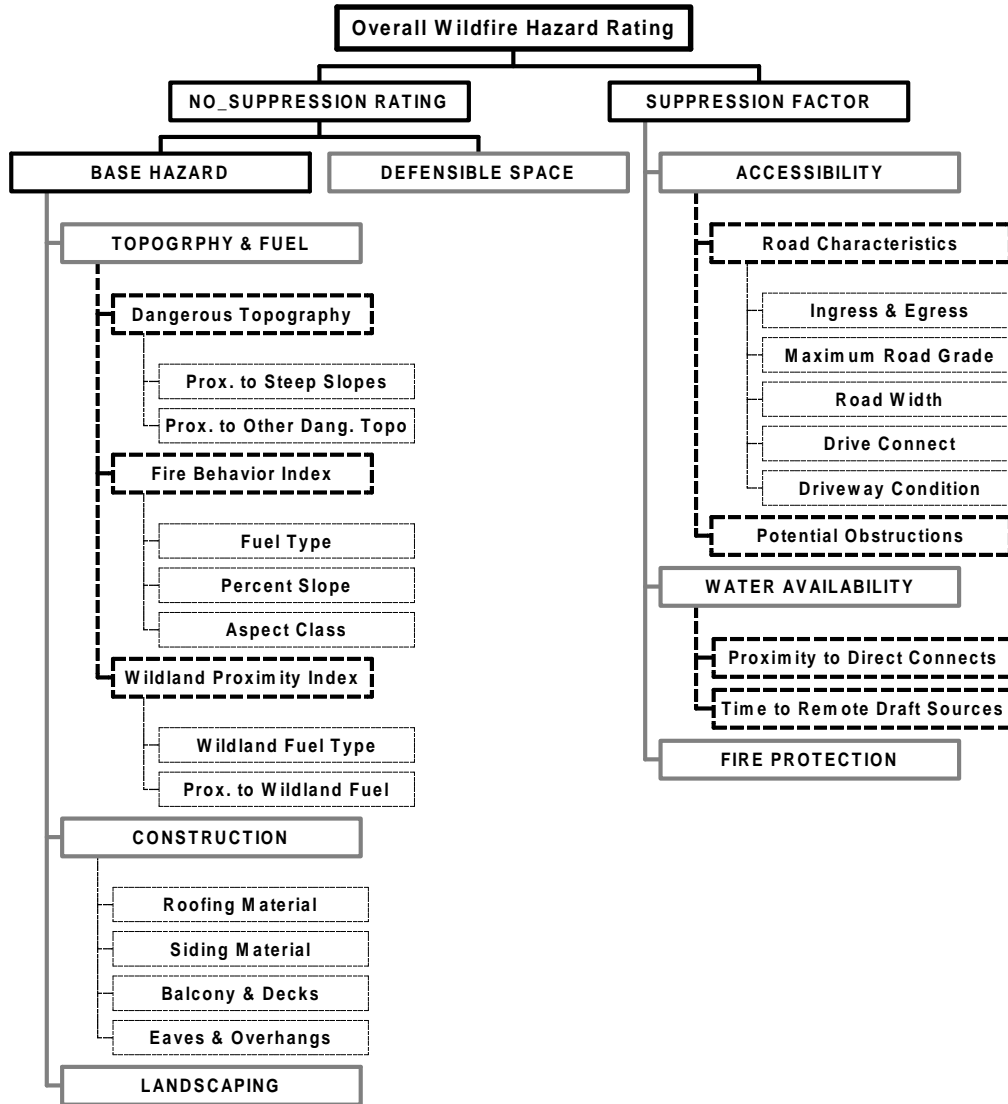 Overall Wildfire Hazard Rating
NO_SUPPRESSION RATING
SUPPRESSION FACTOR
BASE HAZARD
DEFENSIBLE SPACE
TOPOGRPHY & FUEL
Dangerous Topography
Prox. to Steep Slopes
Prox. to Other Dang. Topo
Fire Behavior Index
Fuel Type
Percent Slope
Aspect Class
Wildland Proximity Index
Wildland Fuel Type
Prox. to Wildland Fuel
CONSTRUCTION
Roofing Material
Siding Material
Balcony & Decks
Eaves & Overhangs
LANDSCAPING
ACCESSIBILITY
Road Characteristics
Ingress & Egress
Maximum Road Grade
Road Width
Drive Connect
Driveway Condition
Potential Obstructions
WATER AVAILABILITY
Proximity to Direct Connects
Time to Remote Draft Sources
FIRE PROTECTION